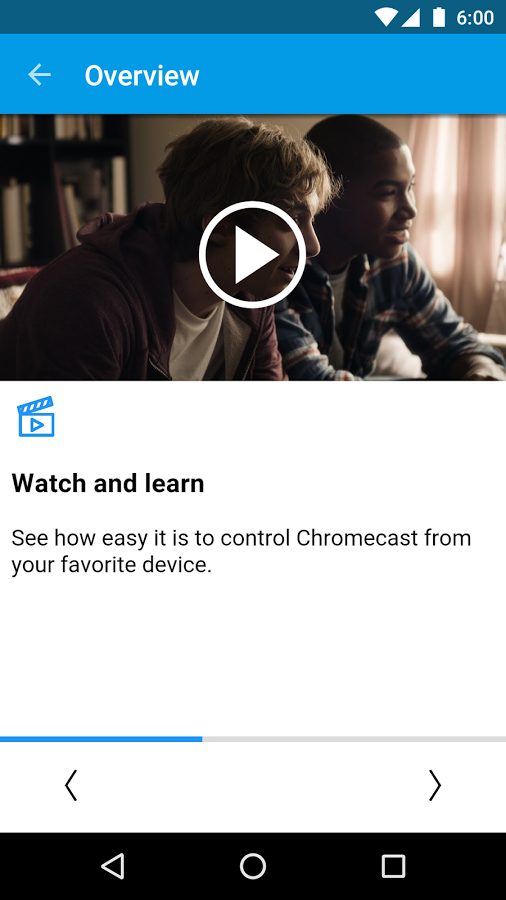 6:00
Overview
Watch and learn
See how easy it is to control Chromecast from
your favorite device.